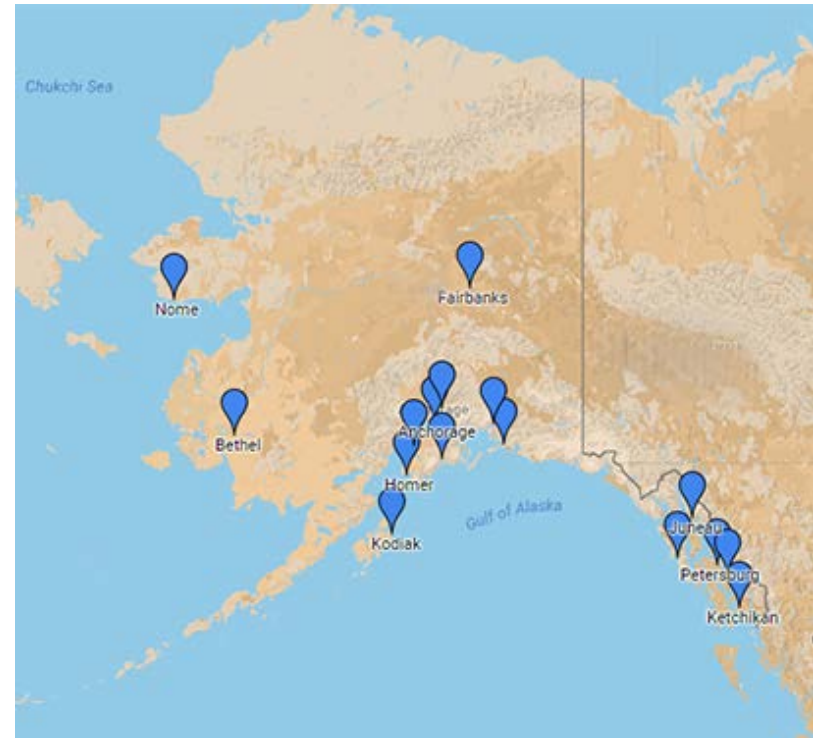 Chukchi Sea
Fairbanks
Nome
Anchorage
Bethel
Homer
Gulf of Alaska
Juneau
Kodiak
Petersburg
Ketchikan